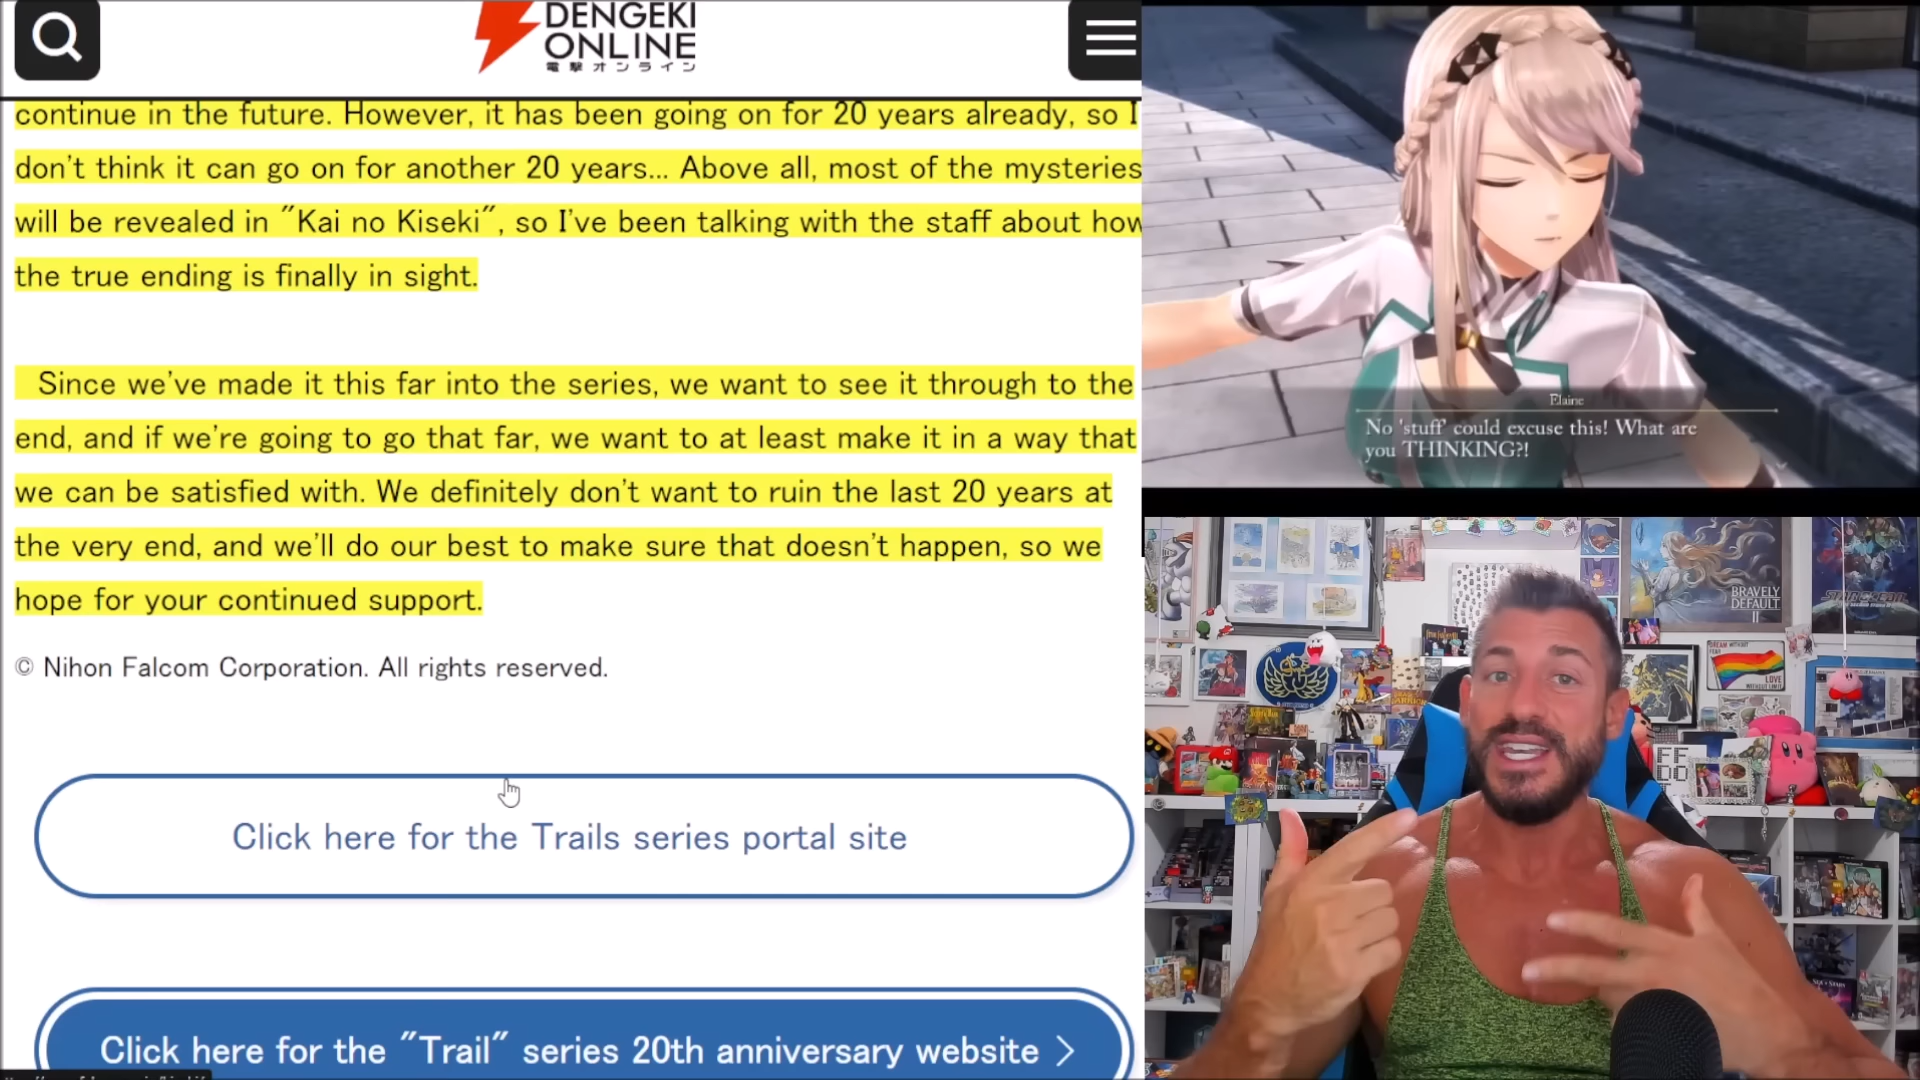 DENGEKI
ONLINE
電撃オンライン
continue in the future. However, it has been going on for 20 years already, so I
don't think it can go on for another 20 years... Above all, most of the mysteries
will be revealed in "Kai no Kiseki", so I've been talking with the staff about how
the true ending is finally in sight.
Since we've made it this far into the series, we want to see it through to the
end, and if we're going to go that far, we want to at least make it in a way that
we can be satisfied with. We definitely don't want to ruin the last 20 years at
the very end, and we'll do our best to make sure that doesn't happen, so we
hope for your continued support.
© Nihon Falcom Corporation. All rights reserved.
Click here for the Trails series portal site
Click here for the "Trail" series 20th anniversary website
Elaine
No 'stuff' could excuse this! What are
you THINKING?!
BRAVELY
DEFAULT
II
LOVE